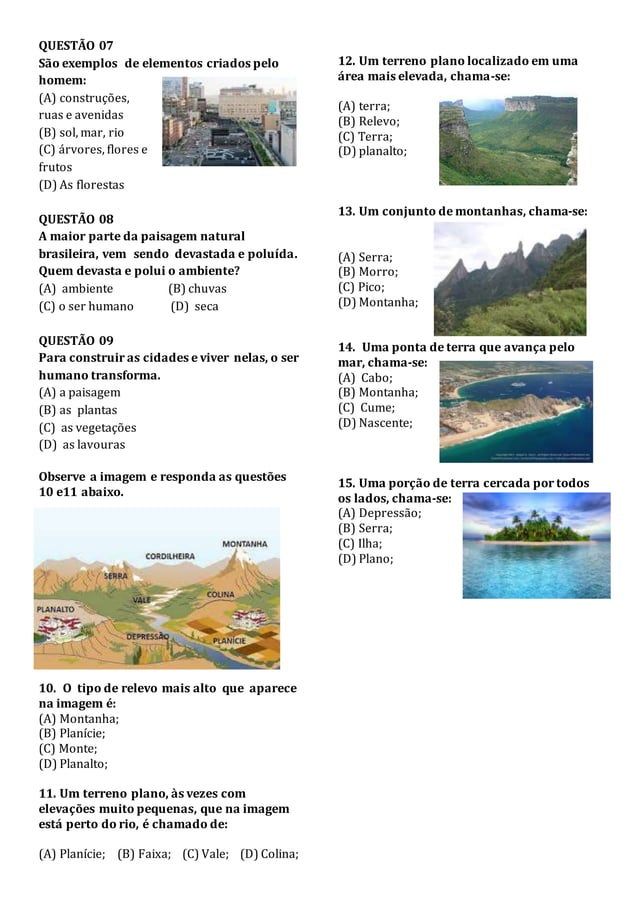 QUESTÃO 07
São exemplos de elementos criados pelo
homem:
(A) construções,
ruas e avenidas
(B) sol, mar, rio
(C) árvores, flores e
frutos
(D) As florestas
QUESTÃO 08
A maior parte da paisagem natural
brasileira, vem sendo devastada e poluída.
Quem devasta e polui o ambiente?
(A) ambiente (B) chuvas
(C) o ser humano (D) seca
QUESTÃO 09
Para construir as cidades e viver nelas, o ser
humano transforma.
(A) a paisagem
(B) as plantas
(C) as vegetações
(D) as lavouras
Observe a imagem e responda as questões
10 e11 abaixo.
MONTANHA
CORDILHEIRA
SERRA
COLINA
VALE
PLANALTO
DEPRESSÃO
PLANÍCIE
10. O tipo de relevo mais alto que aparece
na imagem é:
(A) Montanha;
(B) Planície;
(C) Monte;
(D) Planalto;
11. Um terreno plano, às vezes com
elevações muito pequenas, que na imagem
está perto do rio, é chamado de:
(A) Planície; (B) Faixa; (C) Vale; (D) Colina;
12. Um terreno plano localizado em uma
área mais elevada, chama-se:
(A) terra;
(B) Relevo;
(C) Terra;
(D) planalto;
13. Um conjunto de montanhas, chama-se:
(A) Serra;
(B) Morro;
(C) Pico;
(D) Montanha;
14. Uma ponta de terra que avança pelo
mar, chama-se:
(A) Cabo;
(B) Montanha;
(C) Cume;
(D) Nascente;
15. Uma porção de terra cercada por todos
os lados, chama-se:
(A) Depressão;
(B) Serra;
(C) Ilha;
(D) Plano;